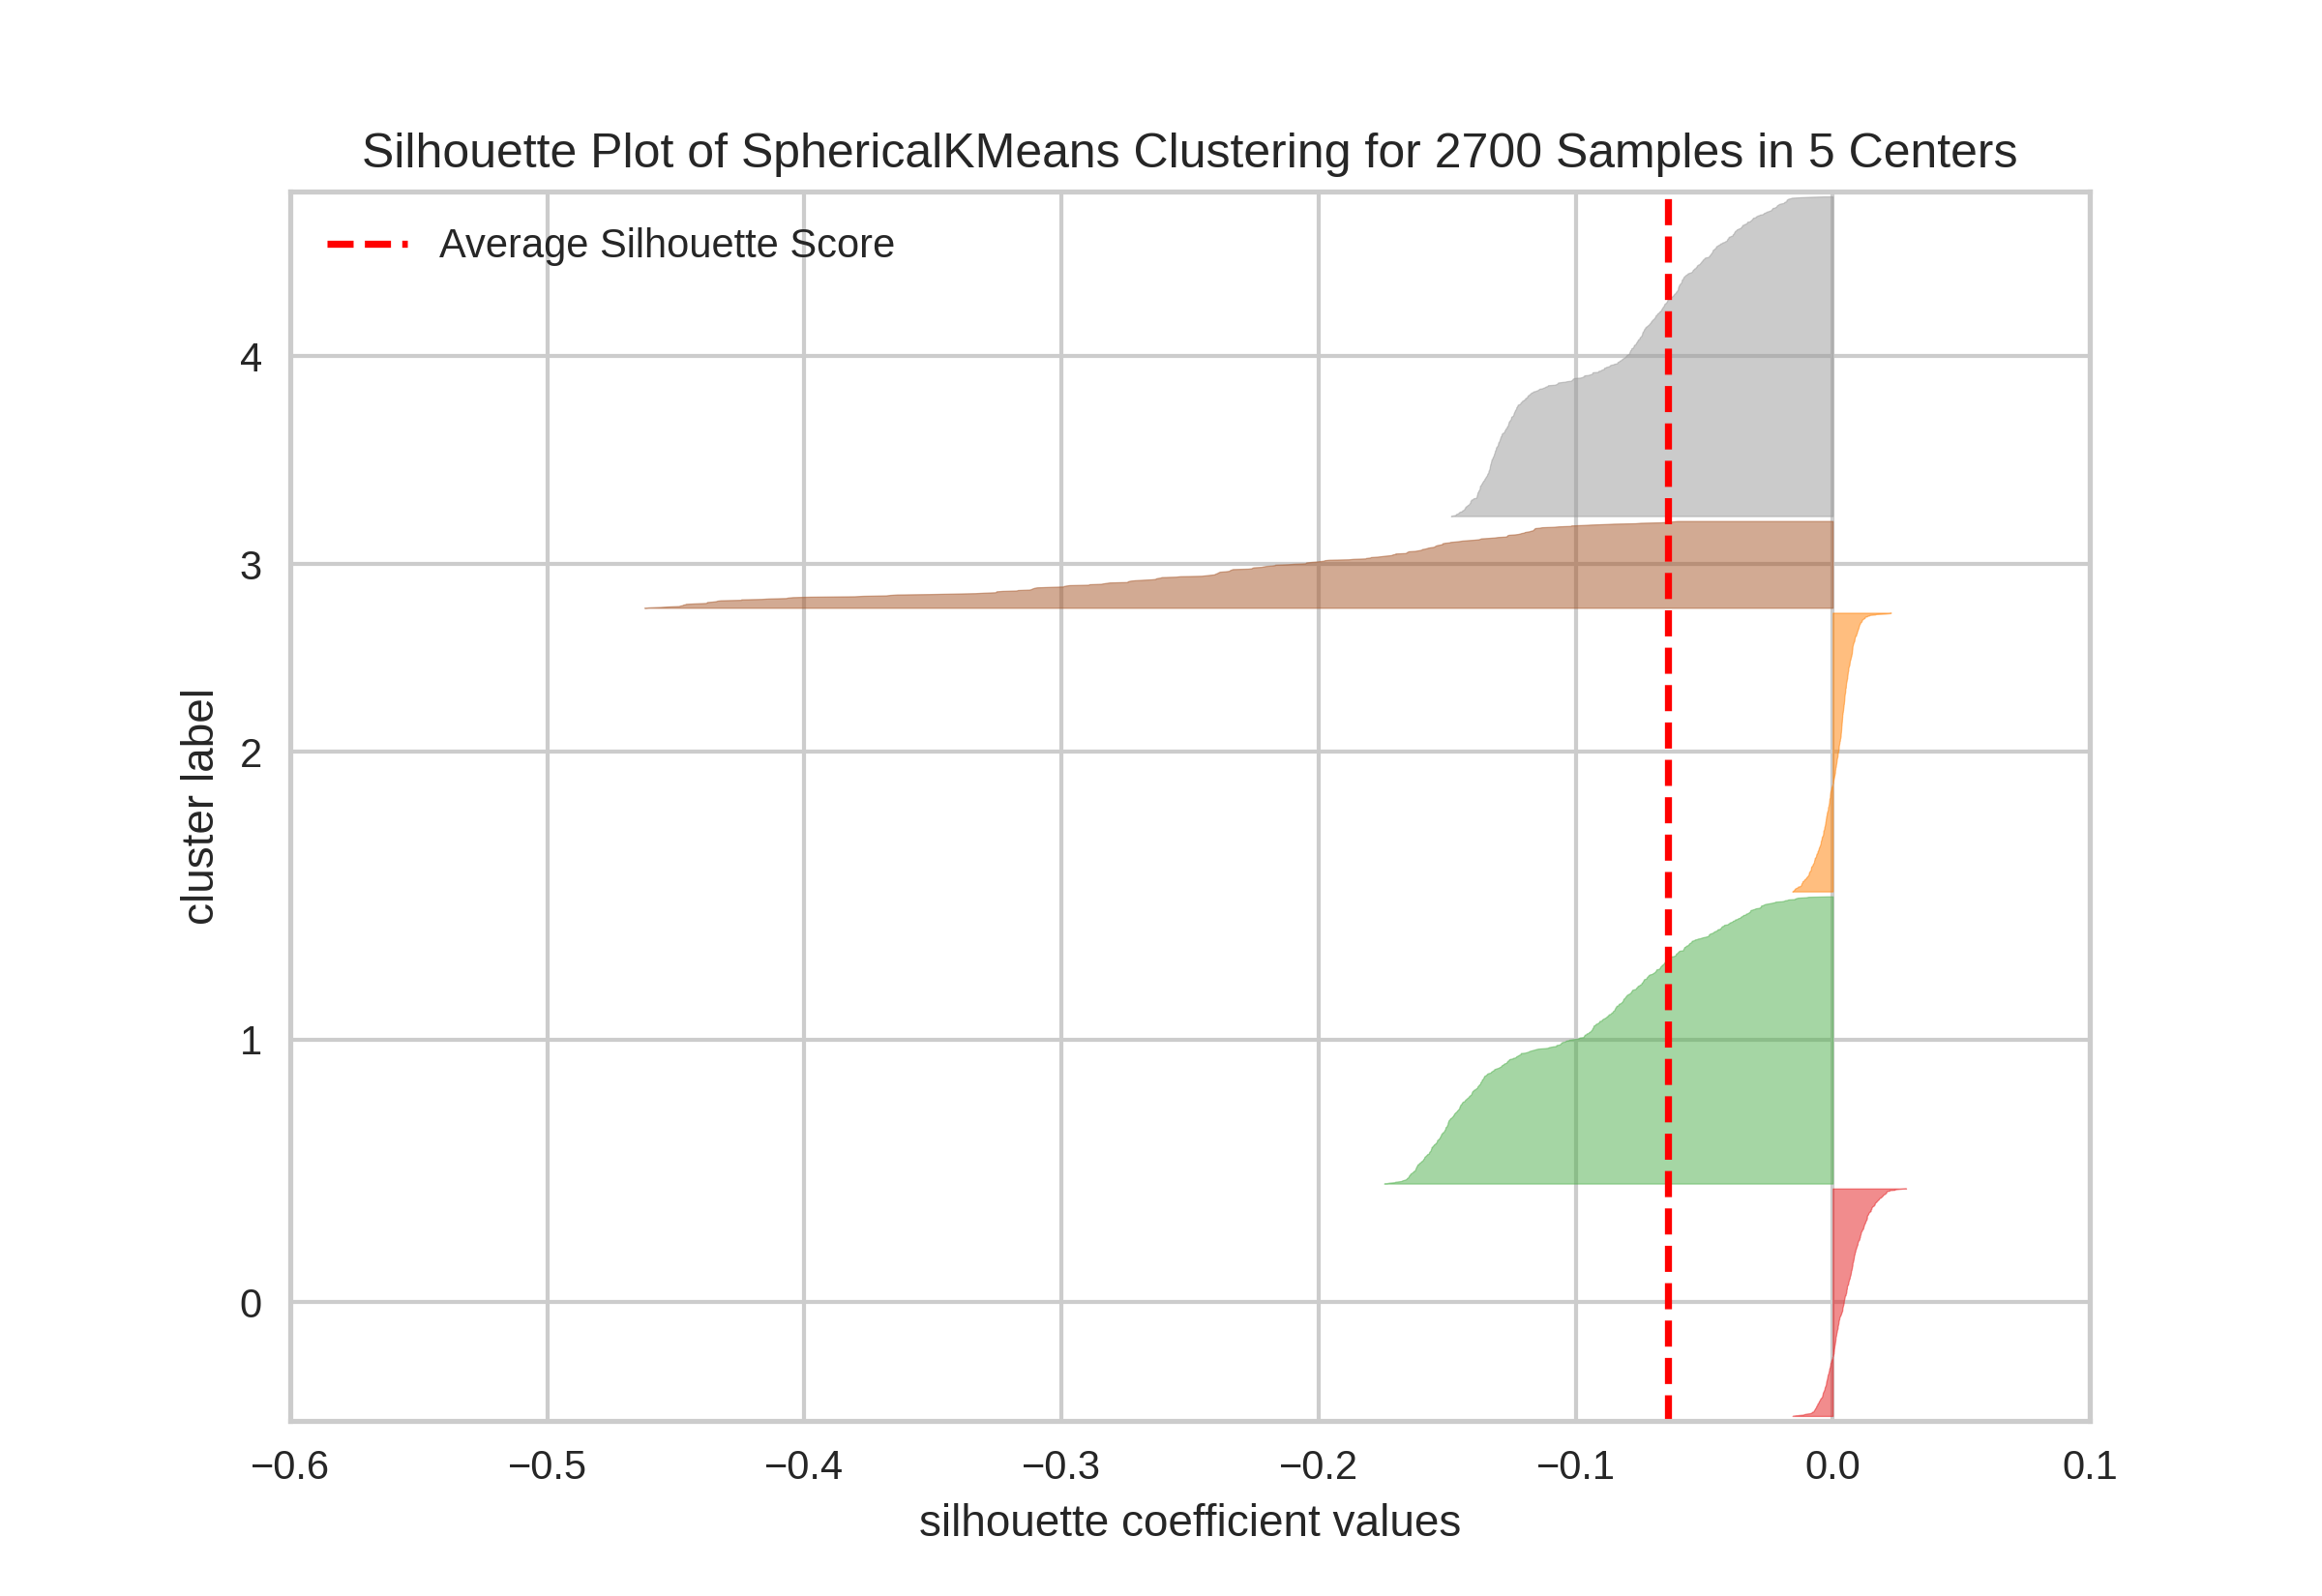 Silhouette Plot of SphericalKMeans Clustering for 2700 Samples in 5 Centers
Average Silhouette Score
4
3
2
1
0
cluster label
−0.6 −0.5 −0.4 −0.3 −0.2 −0.1 0.0 0.1
silhouette coefficient values